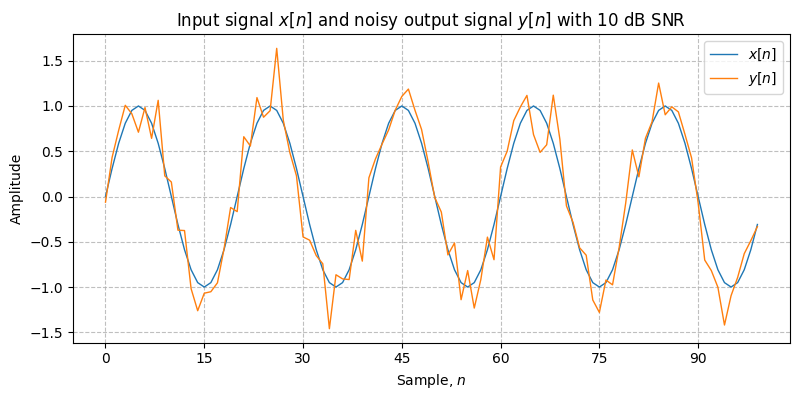 Input signal x[n] and noisy output signal y[n] with 10 dB SNR
x[n]
y[n]
Amplitude
1.5
1.0
0.5
0.0
−0.5
−1.0
−1.5
0 15 30 45 60 75 90
Sample, n